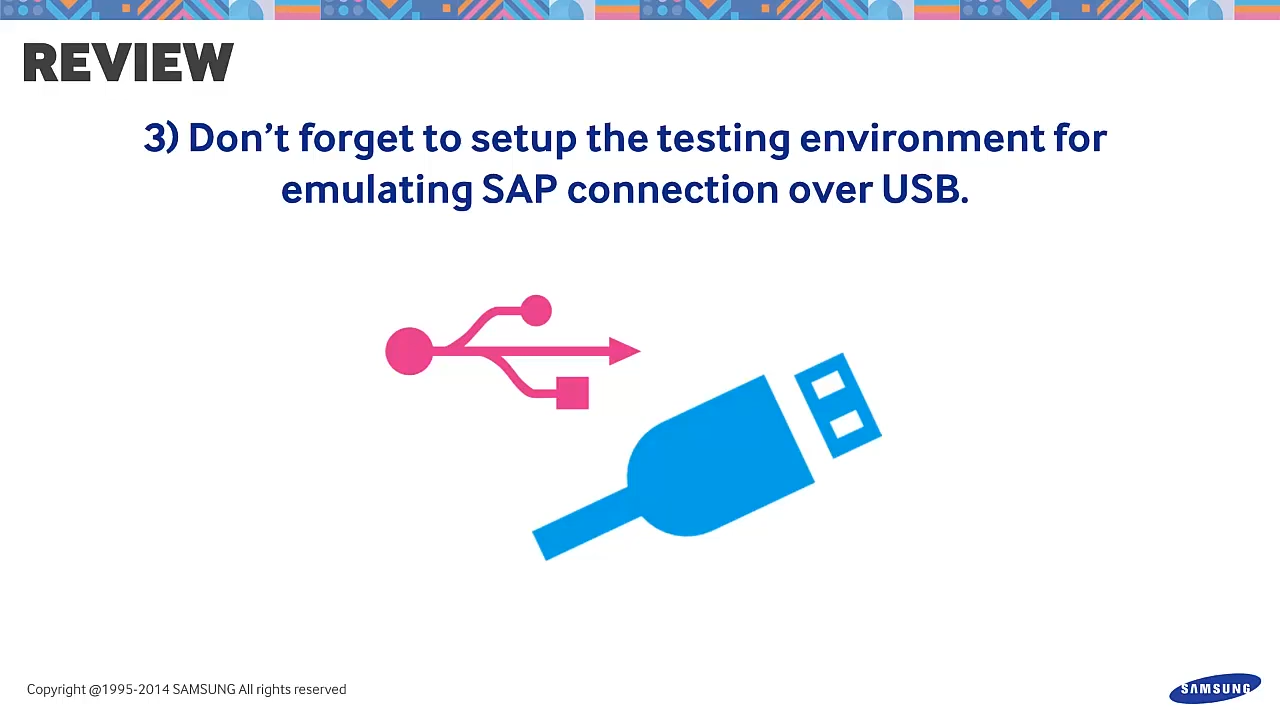 REVIEW
3) Don’t forget to setup the testing environment for
emulating SAP connection over USB.
Copyright @1995-2014 SAMSUNG All rights reserved
SAMSUNG